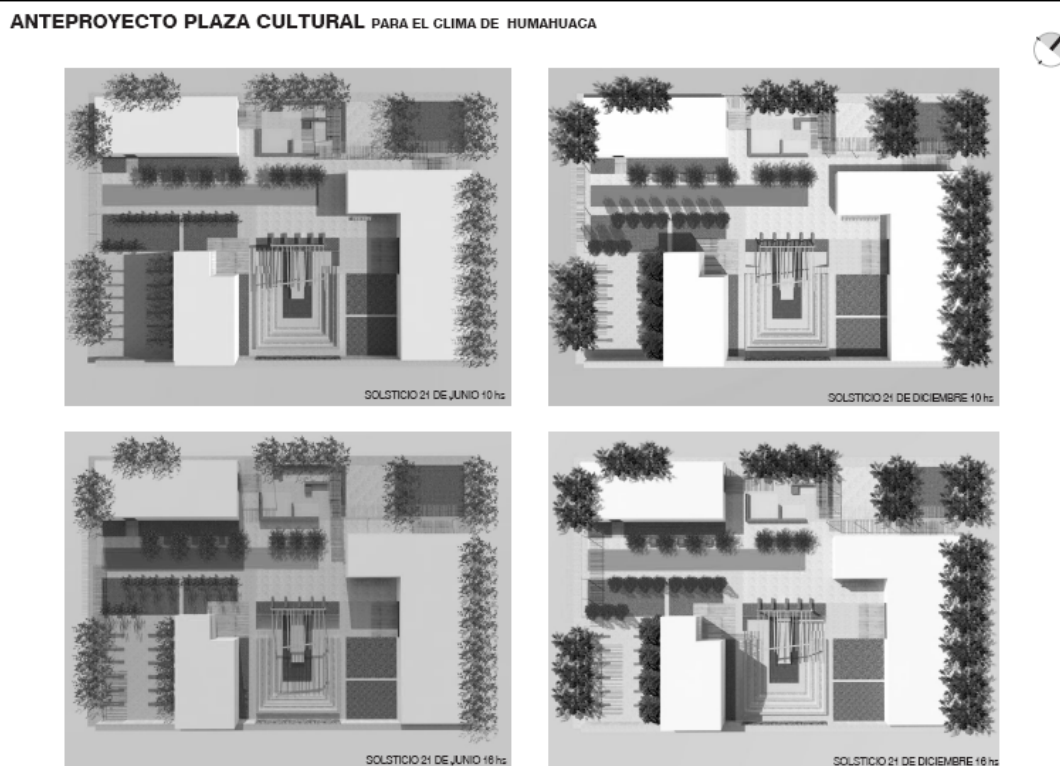 ANTEPROYECTO PLAZA CULTURAL PARA EL CLIMA DE HUMAHUACA
SOLSTICIO 21 DE JUNIO 10 hs
SOLSTICIO 21 DE DICIEMBRE 10 hs
SOLSTICIO 21 DE JUNIO 16 hs
SOLSTICIO 21 DE DICIEMBRE 16 hs